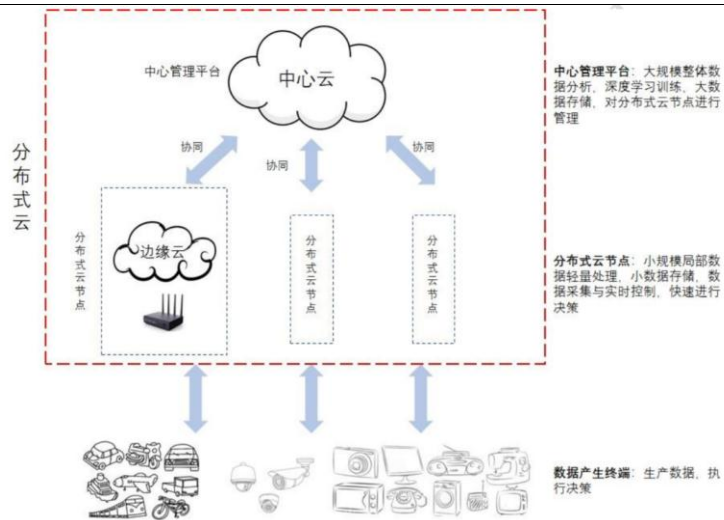 中心管理平台
中心云
中心管理平台：大规模整体数
据分析，深度学习训练、大数
据存储，对分布式云节点进行
管理
分布式云
协同
协同
协同
分布式云节点
边缘云
分布式云节点
分布式云节点
分布式云节点：小规模局部数
据轻量处理，小数据存储，数
据采集与实时控制，快速进行
决策
数据产生终端：生产数据，执
行决策